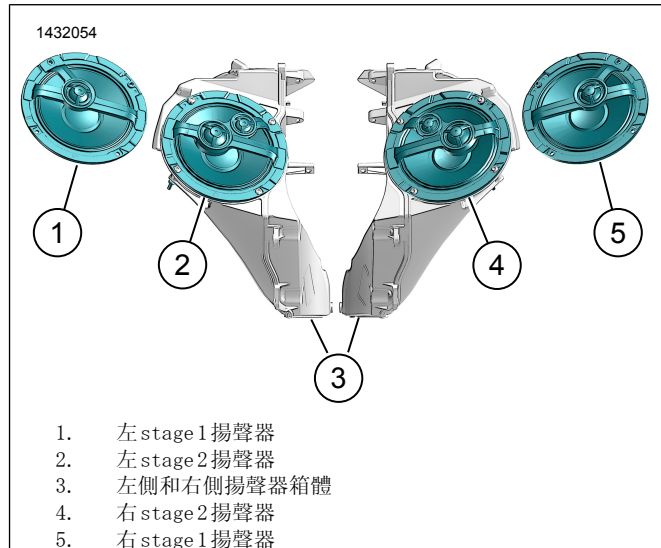 1432054
1
2
3
4
5
1. 左stage1揚聲器
2. 左stage2揚聲器
3. 左側和右側揚聲器箱體
4. 右stage2揚聲器
5. 右stage1揚聲器